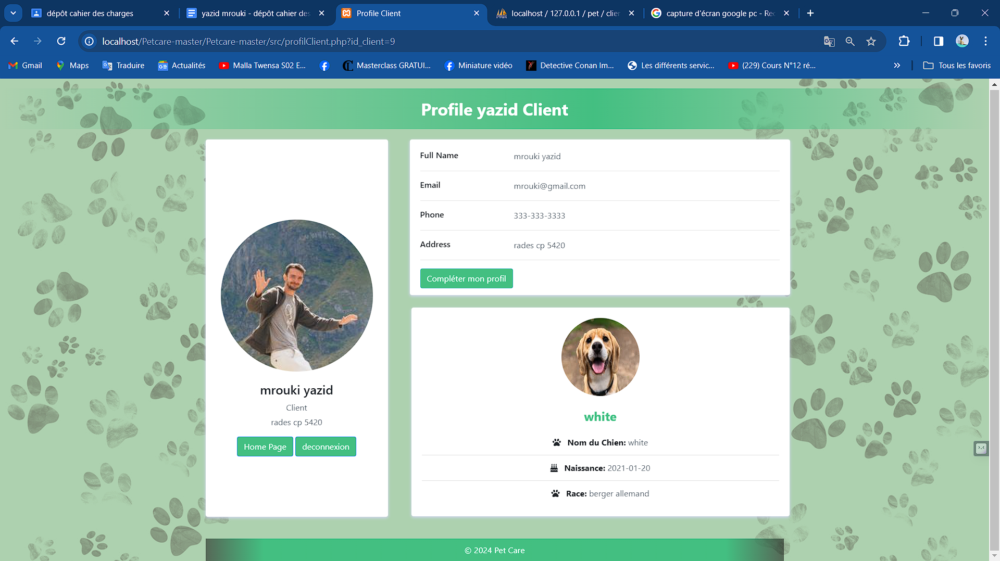 dépôt cahier des charges
yazid mrouki - dépôt cahier des
Profile Client
localhost / 127.0.0.1 / pet / clien
capture d'écran google pc - Rec
localhost/Petcare-master/Petcare-master/src/profilClient.php?id_client=9
Gmail
Maps
Traduire
Actualités
Malla Twensa S02 E...
Masterclass GRATUI...
Miniature vidéo
Detective Conan Im...
Les différents servic...
(229) Cours N°12 ré...
Tous les favoris
Profile yazid Client
mrouki yazid
Client
rades cp 5420
Home Page
deconnexion
Full Name mrouki yazid
Email mrouki@gmail.com
Phone 333-333-3333
Address rades cp 5420
Compléter mon profil
white
Nom du Chien: white
Naissance: 2021-01-20
Race: berger allemand
© 2024 Pet Care